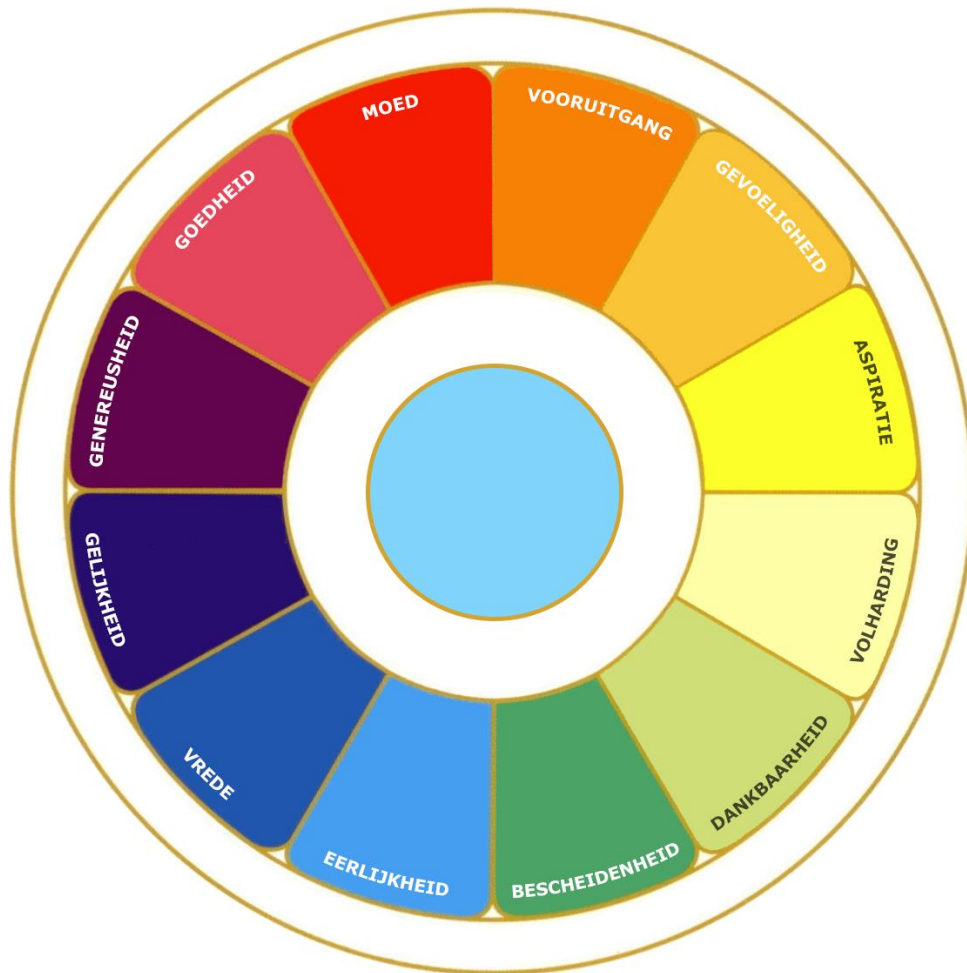 MOED
VOORUITGANG
GEVOELIGHEID
ASPIRATIE
VOLHARDING
DANKBAARHEID
BESCHEIDENHEID
EERLIJKHEID
VREDE
GELIJKHEID
GENEREUSHEID
GOEDHEID